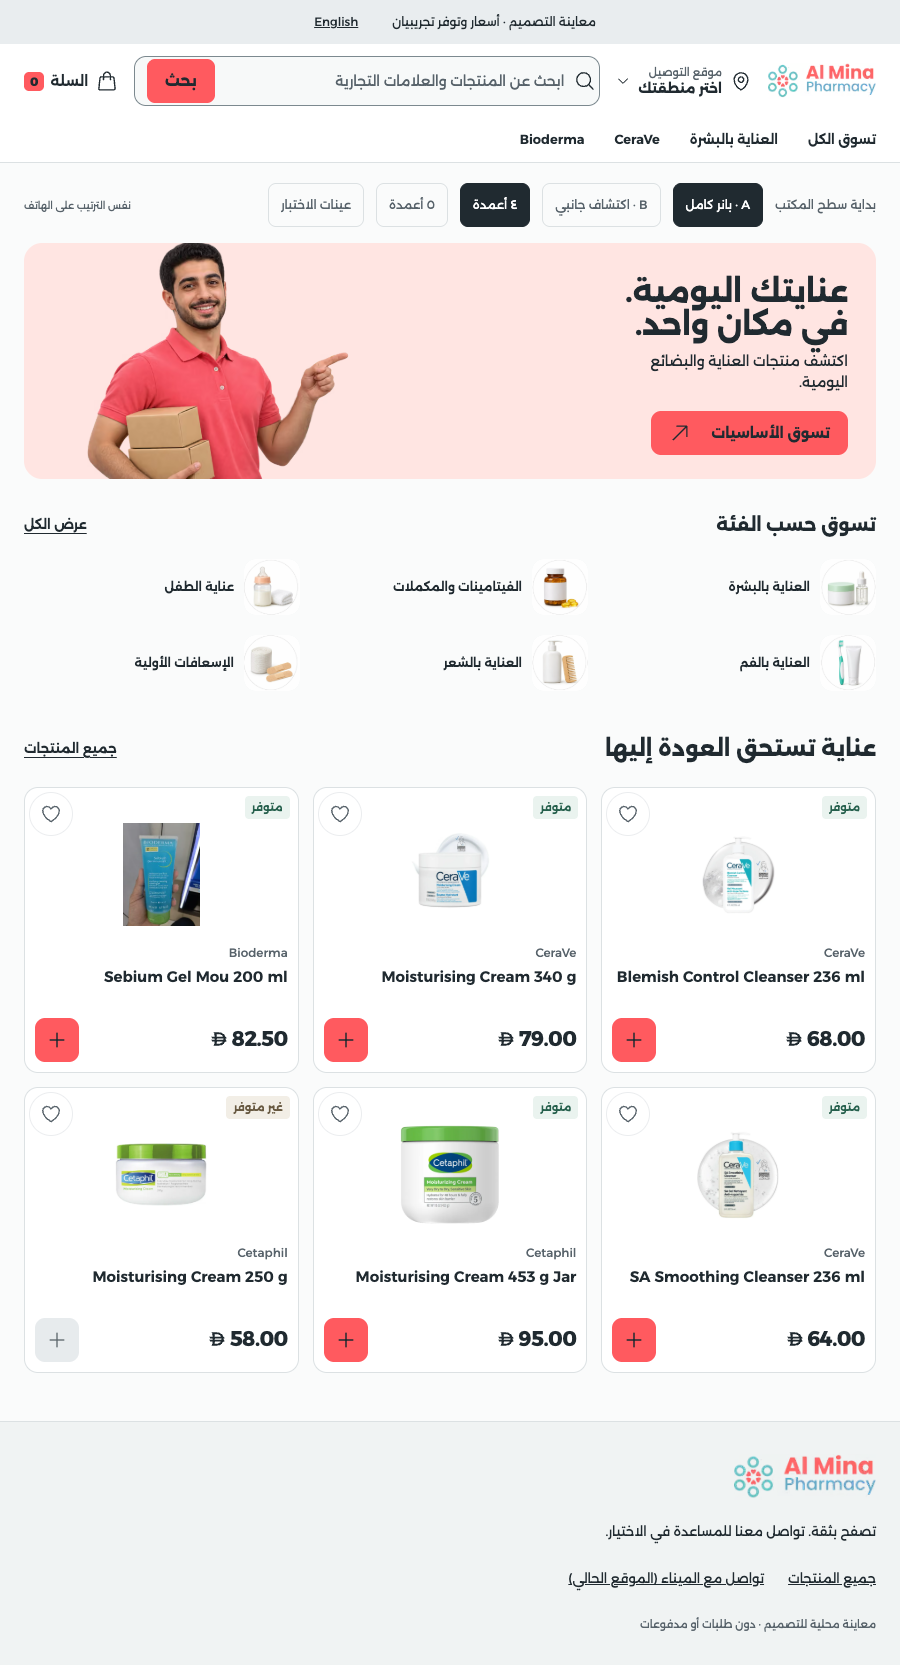 معاينة التصميم · أسعار وتوفر تجريبيان
English
Al Mina
Pharmacy
موقع التوصيل
اختر منطقتك
ابحث عن المنتجات والعلامات التجارية
بحث
السلة
0
تسوق الكل
العناية بالبشرة
CeraVe
Bioderma
بداية سطح المكتب
A · بانر كامل
B · اكتشاف جانبي
٤ أعمدة
٥ أعمدة
عينات الاختبار
نفس الترتيب على الهاتف
عنايتك اليومية.
في مكان واحد.
اكتشف منتجات العناية والبضائع
اليومية.
تسوق الأساسيات
تسوق حسب الفئة
عرض الكل
العناية بالبشرة
الفيتامينات والمكملات
عناية الطفل
العناية بالفم
العناية بالشعر
الإسعافات الأولية
عناية تستحق العودة إليها
جميع المنتجات
متوفر
CeraVe
CeraVe
Blemish Control Cleanser 236 ml
68.00
متوفر
CeraVe
CeraVe
Moisturising Cream 340 g
79.00
متوفر
BIODERMA
Bioderma
Sebium Gel Mou 200 ml
82.50
متوفر
CeraVe
CeraVe
SA Smoothing Cleanser 236 ml
64.00
متوفر
Cetaphil
Moisturizing Cream
Cetaphil
Moisturising Cream 453 g Jar
95.00
غير متوفر
Cetaphil
Cetaphil
Moisturising Cream 250 g
58.00
Al Mina
Pharmacy
تصفح بثقة. تواصل معنا للمساعدة في الاختيار.
جميع المنتجات
تواصل مع الميناء (الموقع الحالي)
معاينة محلية للتصميم · دون طلبات أو مدفوعات